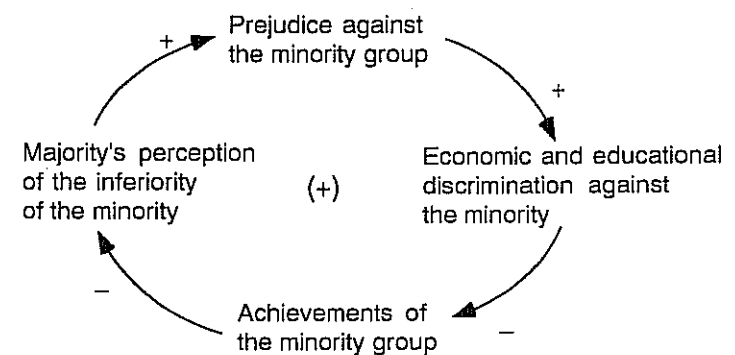 Prejudice against
the minority group
+
+
Majority's perception
of the inferiority
of the minority
(+)
Economic and educational
discrimination against
the minority
−
Achievements of
the minority group
−